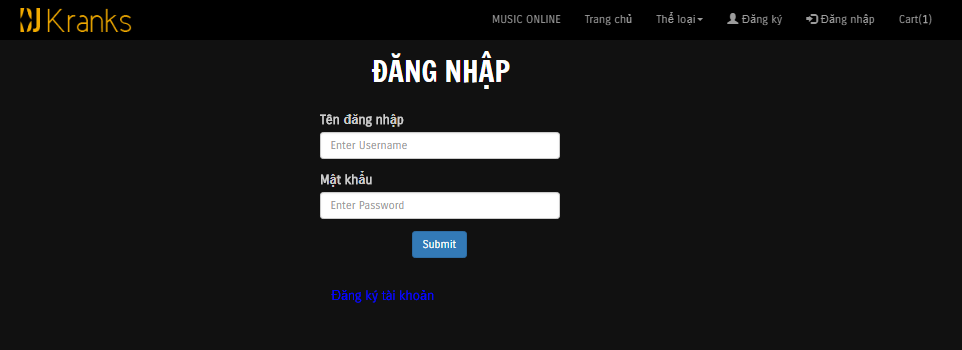 DJ Kranks MUSIC ONLINE Trang chủ Thể loại Đăng ký Đăng nhập Cart(1)
ĐĂNG NHẬP
Tên đăng nhập
Enter Username
Mật khẩu
Enter Password
Submit
Đăng ký tài khoản